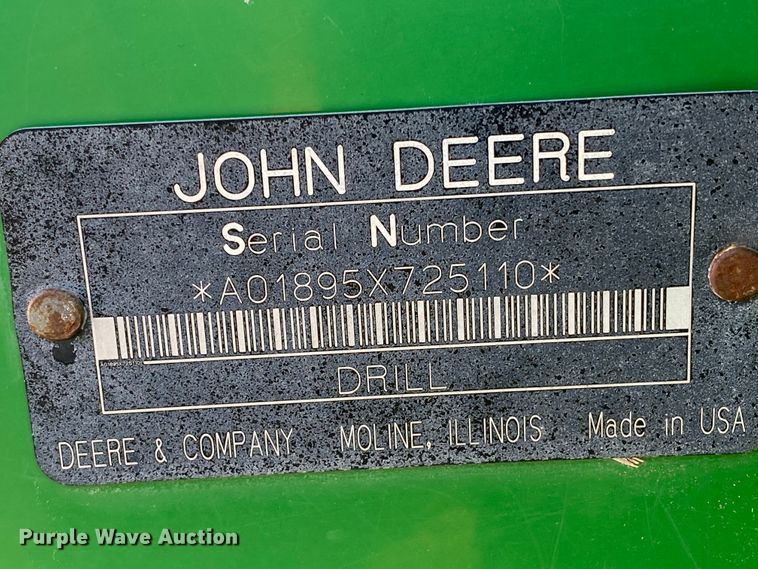 JOHN DEERE
Serial Number
*A01895X725110*
DRILL
DEERE & COMPANY MOLINE, ILLINOIS Made in USA
Purple Wave Auction